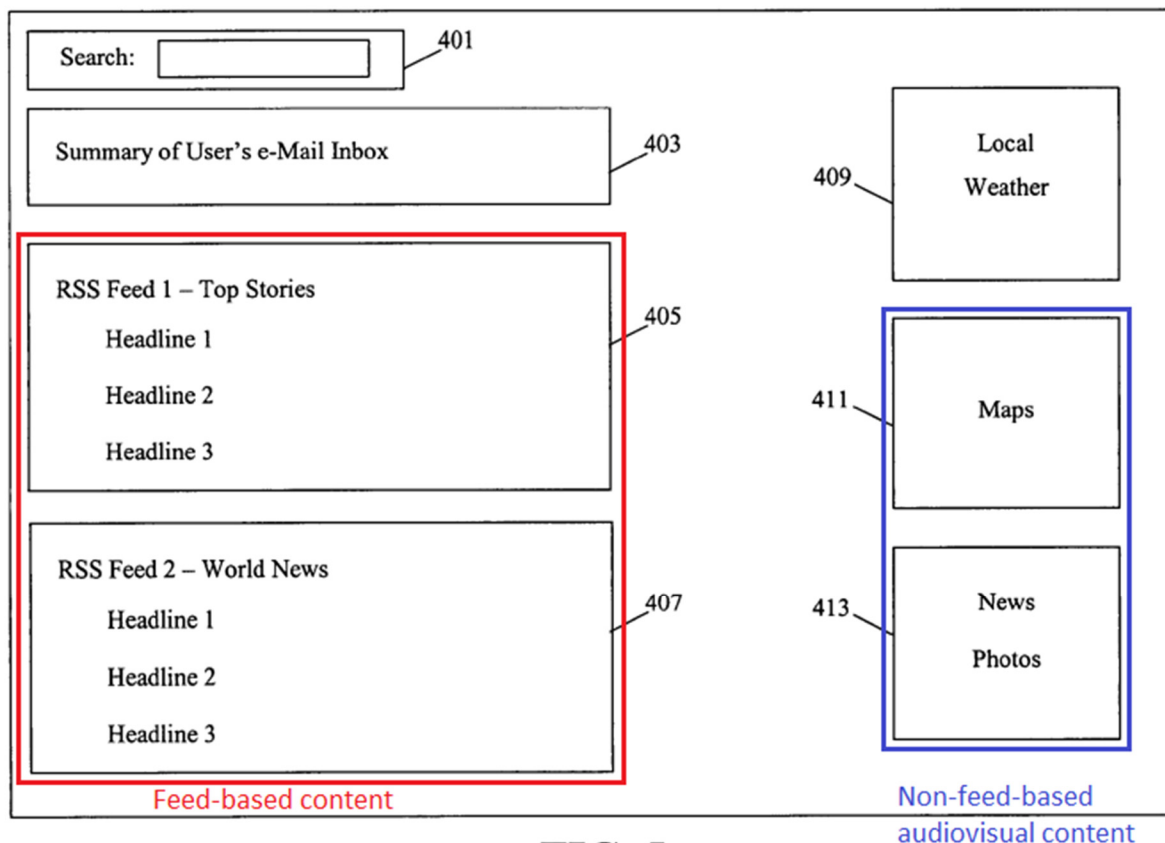 Search:
401
Summary of User's e-Mail Inbox
403
RSS Feed 1 – Top Stories
Headline 1
Headline 2
Headline 3
405
RSS Feed 2 – World News
Headline 1
Headline 2
Headline 3
407
Feed-based content
Local
Weather
409
Maps
411
News
Photos
413
Non-feed-based
audiovisual content